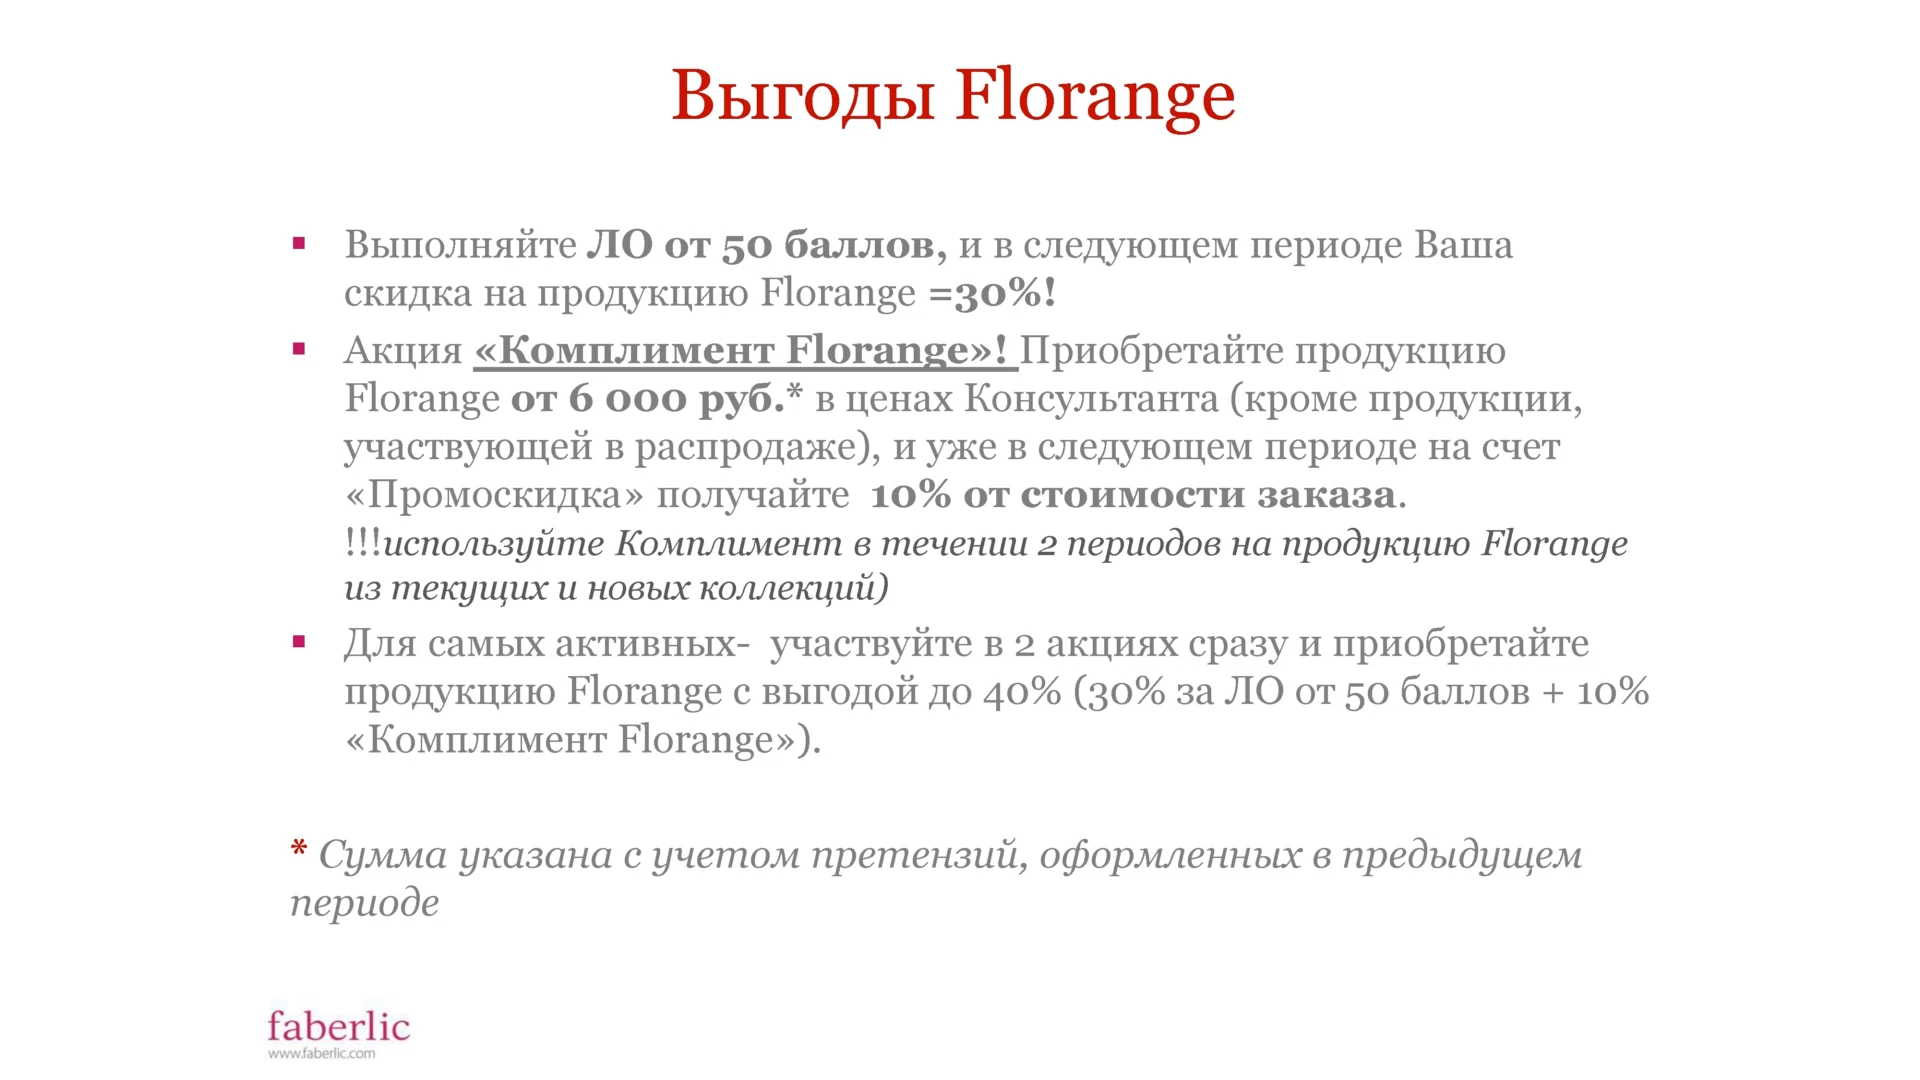 Выгоды Florange
▪ Выполняйте ЛО от 50 баллов, и в следующем периоде Ваша
скидка на продукцию Florange =30%!
▪ Акция «Комплимент Florange»! Приобретайте продукцию
Florange от 6 000 руб.* в ценах Консультанта (кроме продукции,
участвующей в распродаже), и уже в следующем периоде на счет
«Промоскидка» получайте 10% от стоимости заказа.
!!!используйте Комплимент в течении 2 периодов на продукцию Florange
из текущих и новых коллекций)
▪ Для самых активных- участвуйте в 2 акциях сразу и приобретайте
продукцию Florange с выгодой до 40% (30% за ЛО от 50 баллов + 10%
«Комплимент Florange»).
* Сумма указана с учетом претензий, оформленных в предыдущем
периоде
faberlic
www.faberlic.com